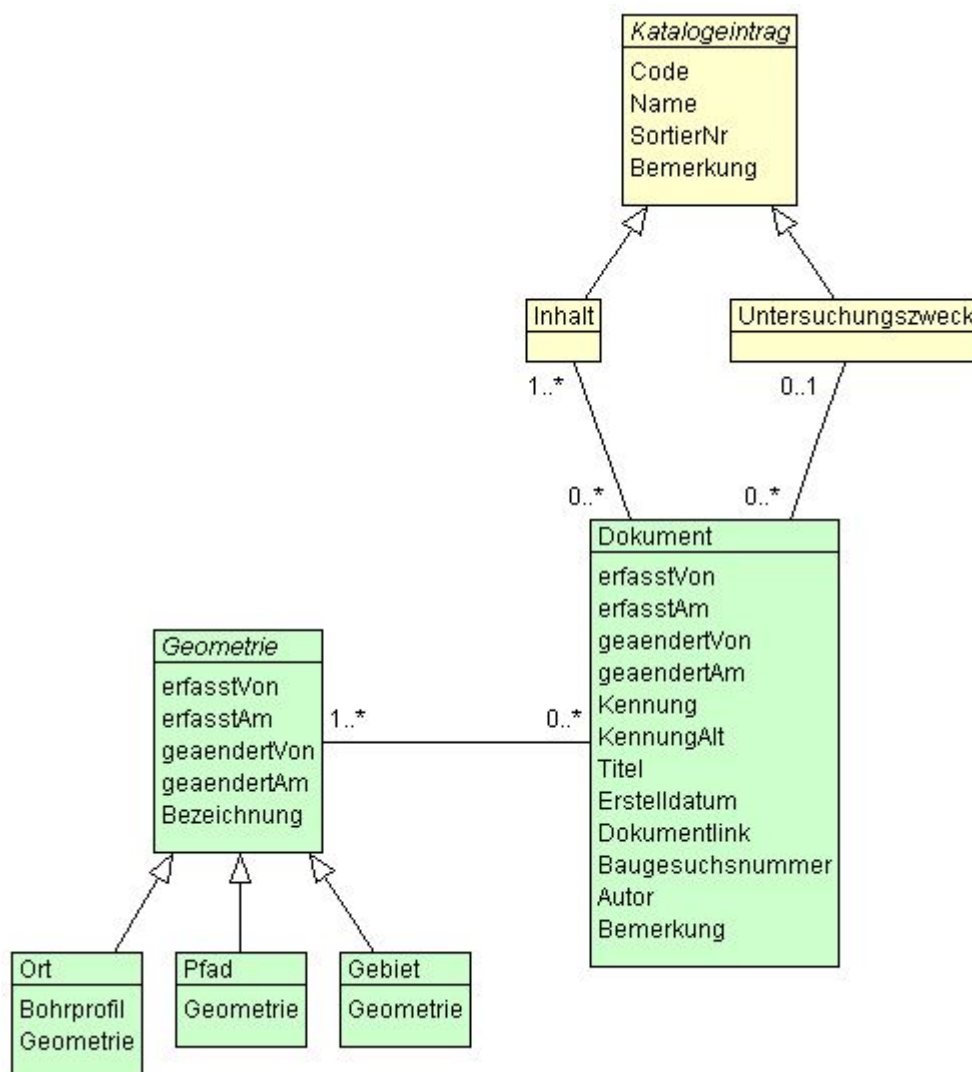 Katalogeintrag
Code
Name
SortierNr
Bemerkung
Inhalt
Untersuchungszweck
1..*
0..1
0..*
0..*
Dokument
erfasstVon
erfasstAm
geaendertVon
geaendertAm
Kennung
KennungAlt
Titel
Erstelldatum
Dokumentlink
Baugesuchsnummer
Autor
Bemerkung
Geometrie
erfasstVon
erfasstAm
geaendertVon
geaendertAm
Bezeichnung
1..*
0..*
Ort
Bohrprofil
Geometrie
Pfad
Geometrie
Gebiet
Geometrie